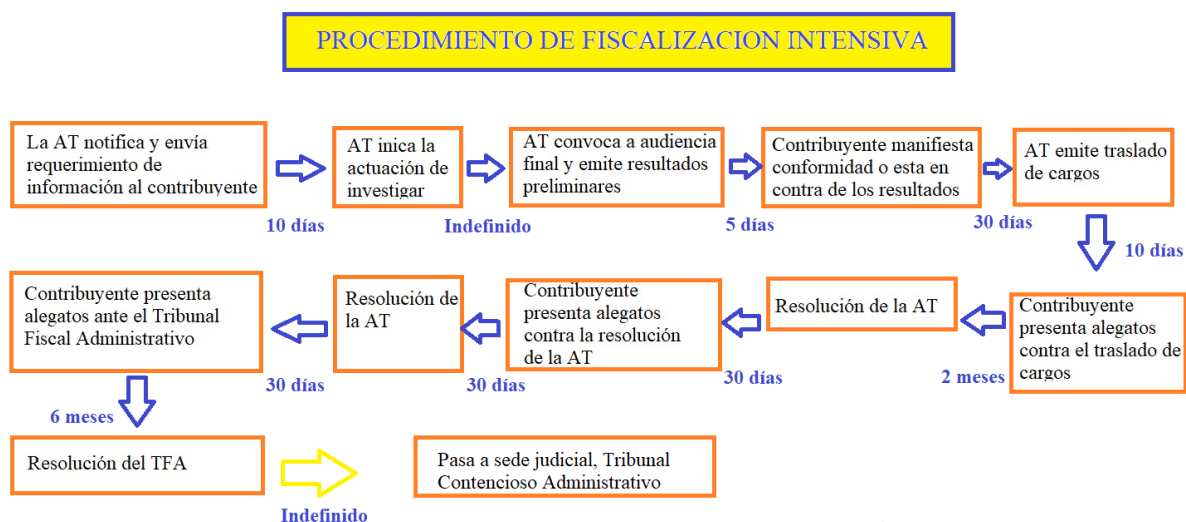 PROCEDIMIENTO DE FISCALIZACION INTENSIVA
La AT notifica y envía
requerimiento de
información al contribuyente
10 días
AT inica la
actuación de
investigar
Indefinido
AT convoca a audiencia
final y emite resultados
preliminares
5 días
Contribuyente manifiesta
conformidad o esta en
contra de los resultados
30 días
AT emite traslado
de cargos
10 días
Contribuyente
presenta alegatos
contra el traslado de
cargos
2 meses
Resolución de la AT
30 días
Contribuyente
presenta alegatos
contra la resolución
de la AT
30 días
Resolución de
la AT
30 días
Contribuyente presenta
alegatos ante el Tribunal
Fiscal Administrativo
6 meses
Resolución del TFA
Indefinido
Pasa a sede judicial, Tribunal
Contencioso Administrativo